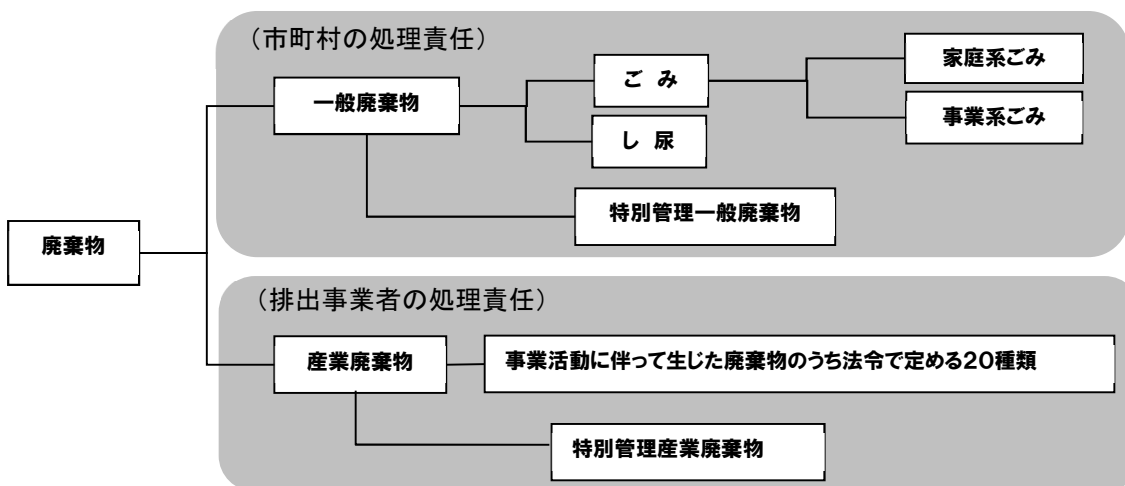 （市町村の処理責任）
家庭系ごみ
ご み
一般廃棄物
事業系ごみ
し 尿
特別管理一般廃棄物
廃棄物
（排出事業者の処理責任）
産業廃棄物
事業活動に伴って生じた廃棄物のうち法令で定める20種類
特別管理産業廃棄物